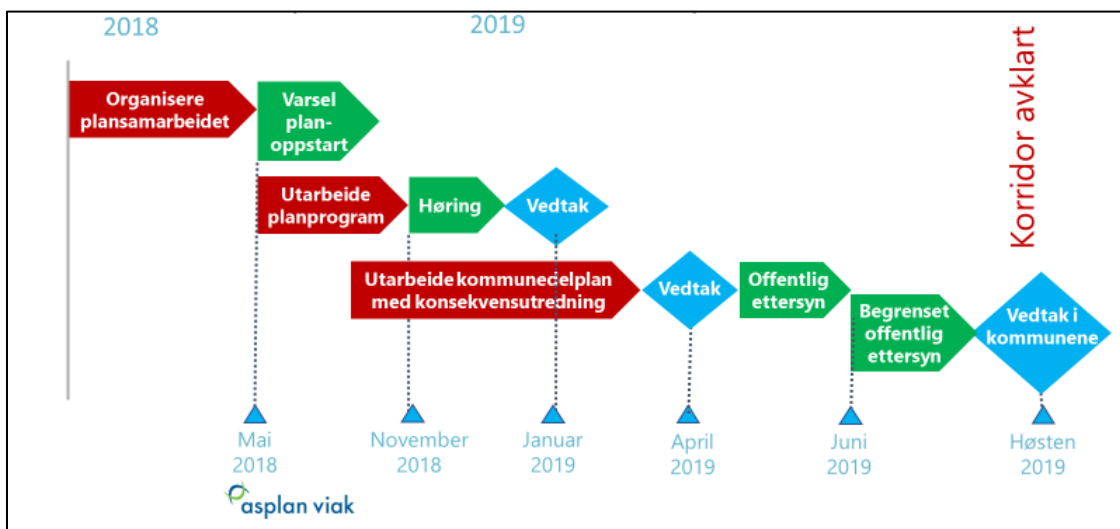 2018
2019
Korridor avklart
Organisere
plansamarbeidet
Varsel
plan-
oppstart
Utarbeide
planprogram
Høring
Vedtak
Utarbeide kommunedelplan
med konsekvensutredning
Vedtak
Offentlig
ettersyn
Begrenset
offentlig
ettersyn
Vedtak i
kommunene
Mai
2018
November
2018
Januar
2019
April
2019
Juni
2019
Høsten
2019
asplan viak